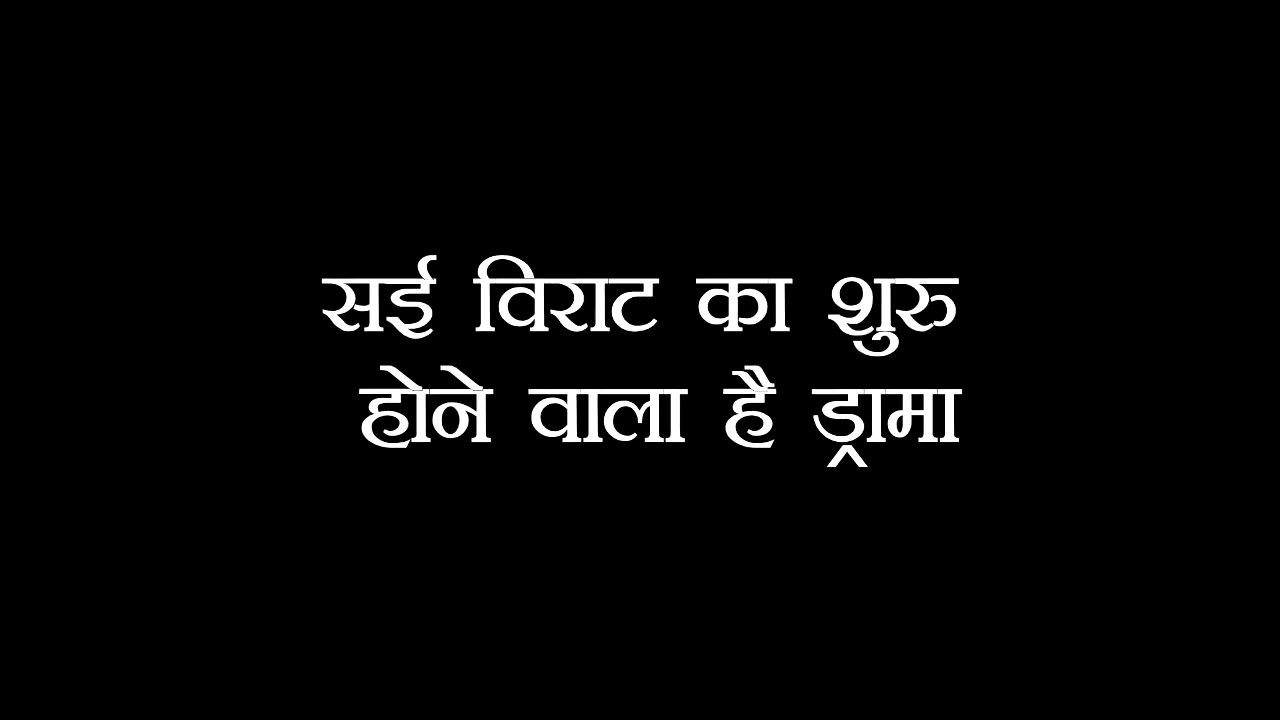 सई विराट का शुरु
होने वाला है ड्रामा